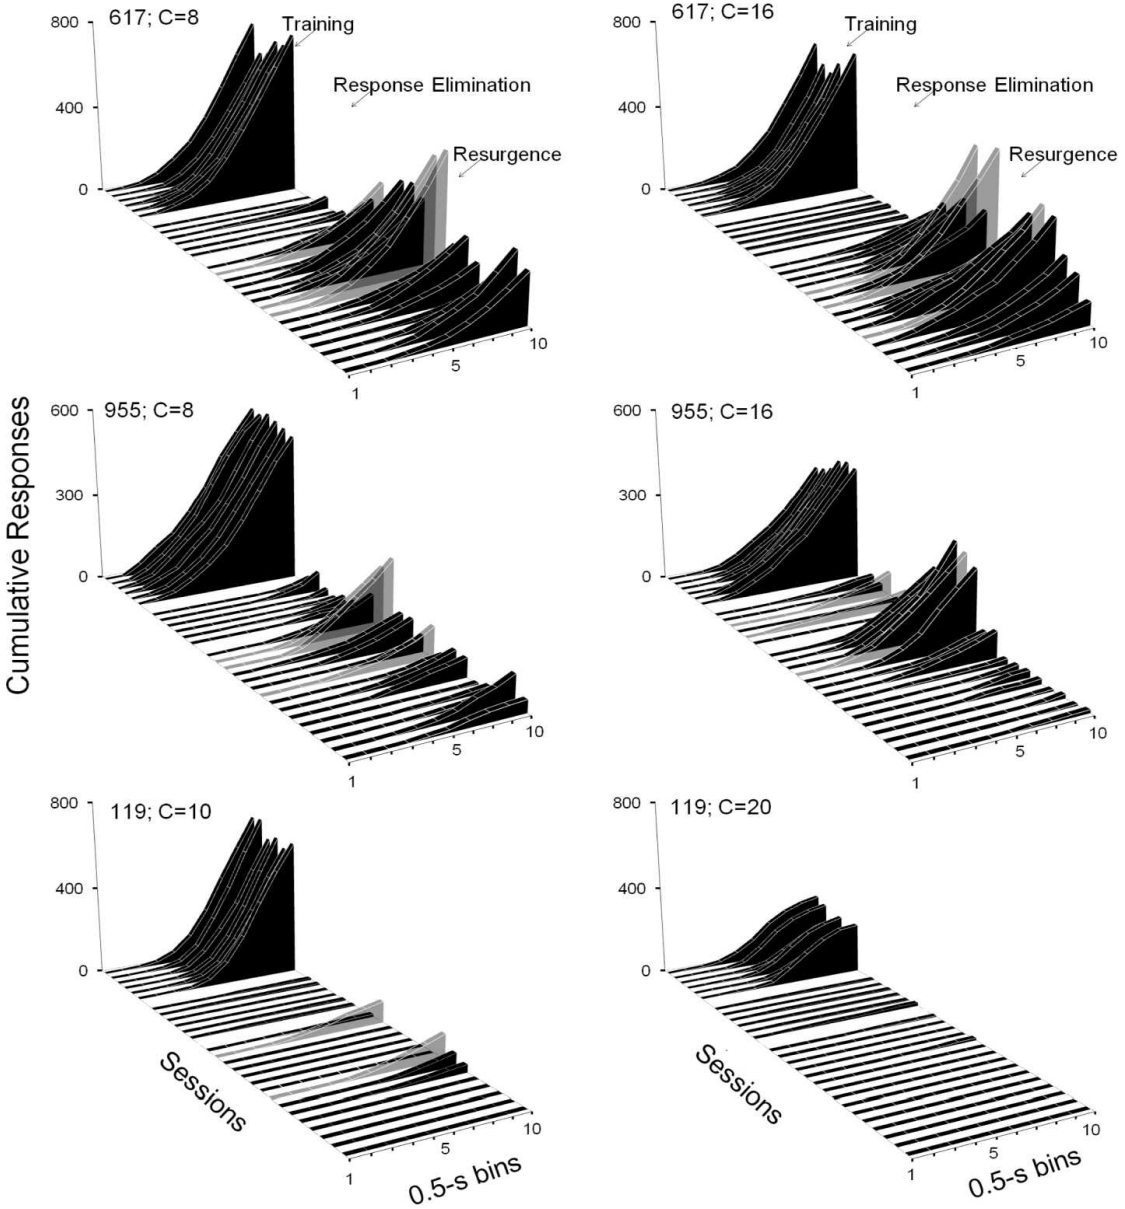 800
617; C=8
Training
400
Response Elimination
Resurgence
0
10
5
1
800
617; C=16
Training
400
Response Elimination
Resurgence
0
10
5
1
Cumulative Responses
600
955; C=8
300
0
10
5
1
600
955; C=16
300
0
10
5
1
800
119; C=10
400
0
Sessions
10
5
1
0.5-s bins
800
119; C=20
400
0
Sessions
10
5
1
0.5-s bins